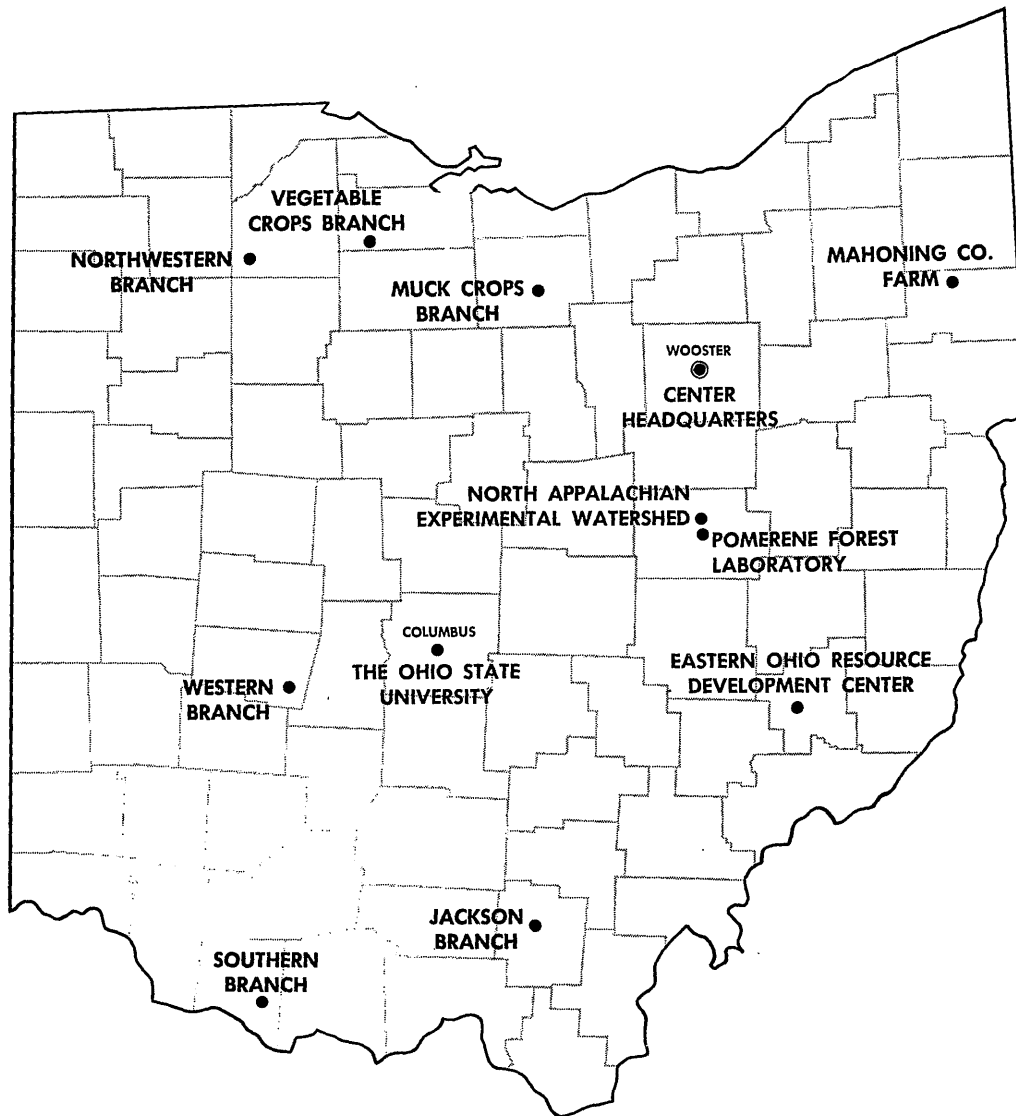 VEGETABLE
CROPS BRANCH
NORTHWESTERN
BRANCH
MUCK CROPS
BRANCH
MAHONING CO.
FARM
WOOSTER
CENTER
HEADQUARTERS
NORTH APPALACHIAN
EXPERIMENTAL WATERSHED
POMERENE FOREST
LABORATORY
COLUMBUS
THE OHIO STATE
UNIVERSITY
EASTERN OHIO RESOURCE
DEVELOPMENT CENTER
WESTERN
BRANCH
JACKSON
BRANCH
SOUTHERN
BRANCH